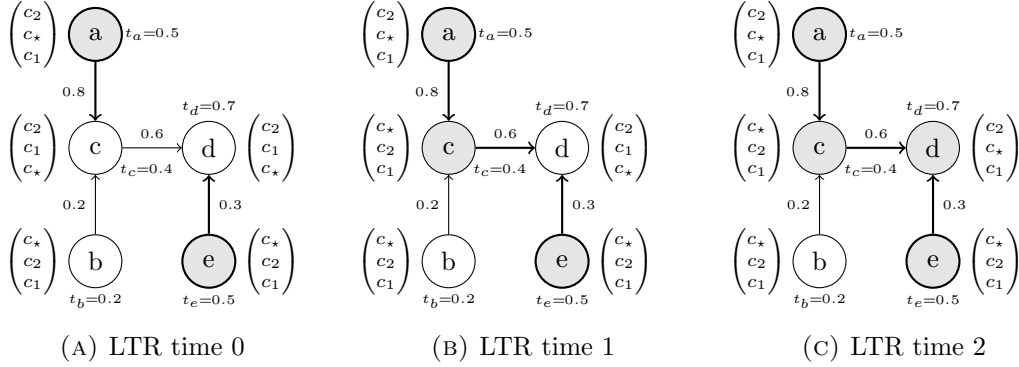 c₂ c⋆ c₁ a tₐ=0.5
0.8
c₂ c₁ c⋆ c 0.6 t_c=0.4 t_d=0.7 d c₂ c₁ c⋆
0.2 0.3
c⋆ c₂ c₁ b t_b=0.2 e t_e=0.5 c⋆ c₂ c₁
(A) LTR time 0
c₂ c⋆ c₁ a tₐ=0.5
0.8
c⋆ c₂ c₁ c 0.6 t_c=0.4 t_d=0.7 d c₂ c₁ c⋆
0.2 0.3
c⋆ c₂ c₁ b t_b=0.2 e t_e=0.5 c⋆ c₂ c₁
(B) LTR time 1
c₂ c⋆ c₁ a tₐ=0.5
0.8
c⋆ c₂ c₁ c 0.6 t_c=0.4 t_d=0.7 d c₂ c⋆ c₁
0.2 0.3
c⋆ c₂ c₁ b t_b=0.2 e t_e=0.5 c⋆ c₂ c₁
(C) LTR time 2